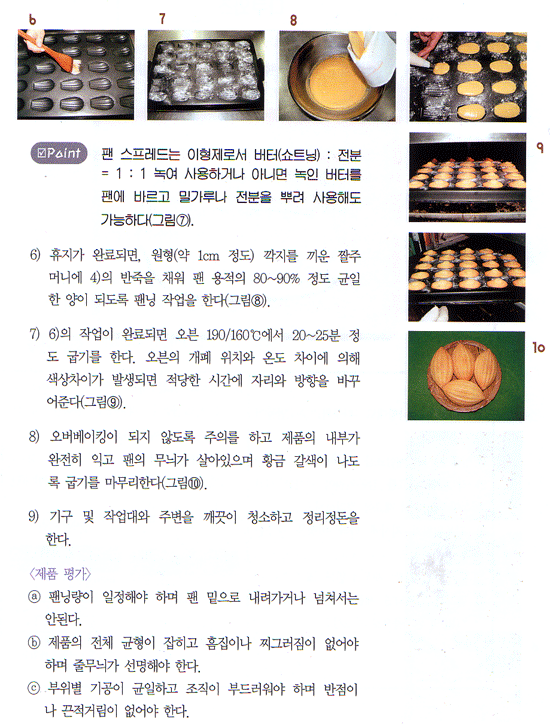 6
7
8
9
10
☑Point
팬 스프레드는 이형제로서 버터(쇼트닝) : 전분
= 1 : 1 녹여 사용하거나 아니면 녹인 버터를
팬에 바르고 밀가루나 전분을 뿌려 사용해도
가능하다(그림⑦).
6) 휴지가 완료되면, 원형(약 1cm 정도) 깍지를 끼운 짤주
머니에 4)의 반죽을 채워 팬 용적의 80~90% 정도 균일
한 양이 되도록 팬닝 작업을 한다(그림⑧).
7) 6)의 작업이 완료되면 오븐 190/160℃에서 20~25분 정
도 굽기를 한다. 오븐의 개폐 위치와 온도 차이에 의해
색상차이가 발생되면 적당한 시간에 자리와 방향을 바꾸
어준다(그림⑨).
8) 오버베이킹이 되지 않도록 주의를 하고 제품의 내부가
완전히 익고 팬의 무늬가 살아있으며 황금 갈색이 나도
록 굽기를 마무리한다(그림⑩).
9) 기구 및 작업대와 주변을 깨끗이 청소하고 정리정돈을
한다.
〈제품 평가〉
ⓐ 팬닝량이 일정해야 하며 팬 밑으로 내려가거나 넘쳐서는
안된다.
ⓑ 제품의 전체 균형이 잡히고 흠집이나 찌그러짐이 없어야
하며 줄무늬가 선명해야 한다.
ⓒ 부위별 기공이 균일하고 조직이 부드러워야 하며 반점이
나 끈적거림이 없어야 한다.